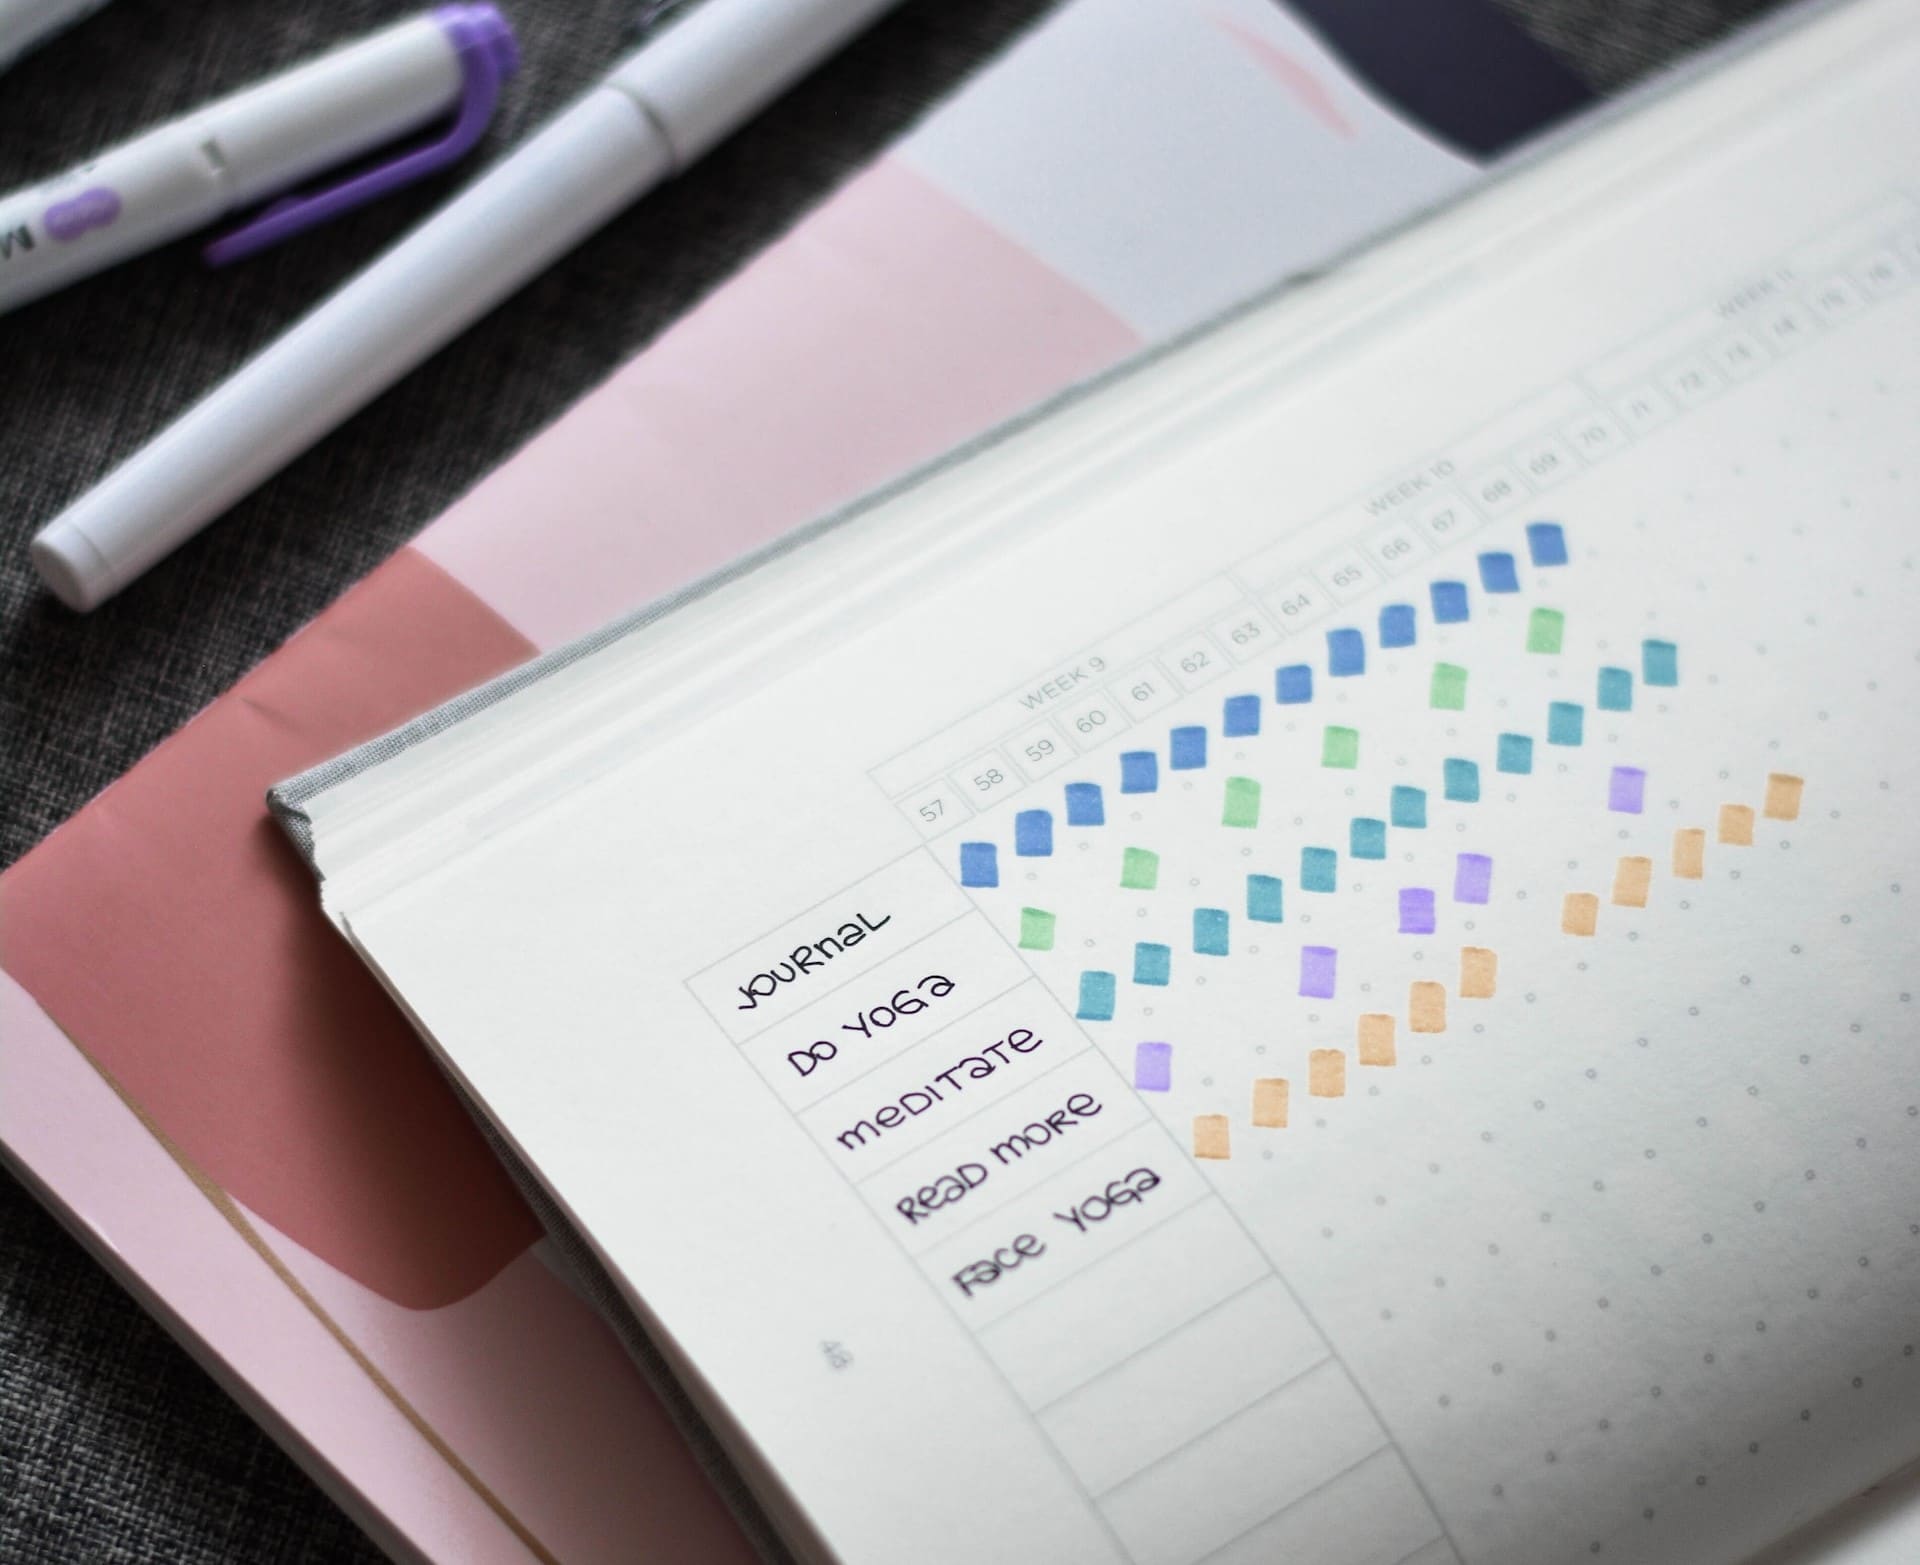 M
WEEK 9
WEEK 10
WEEK 11
57 58 59 60 61 62 63 64 65 66 67 68 69 70 71 72 73 74 75 76
JOURNAL
DO YOGA
MEDITATE
READ MORE
FACE YOGA